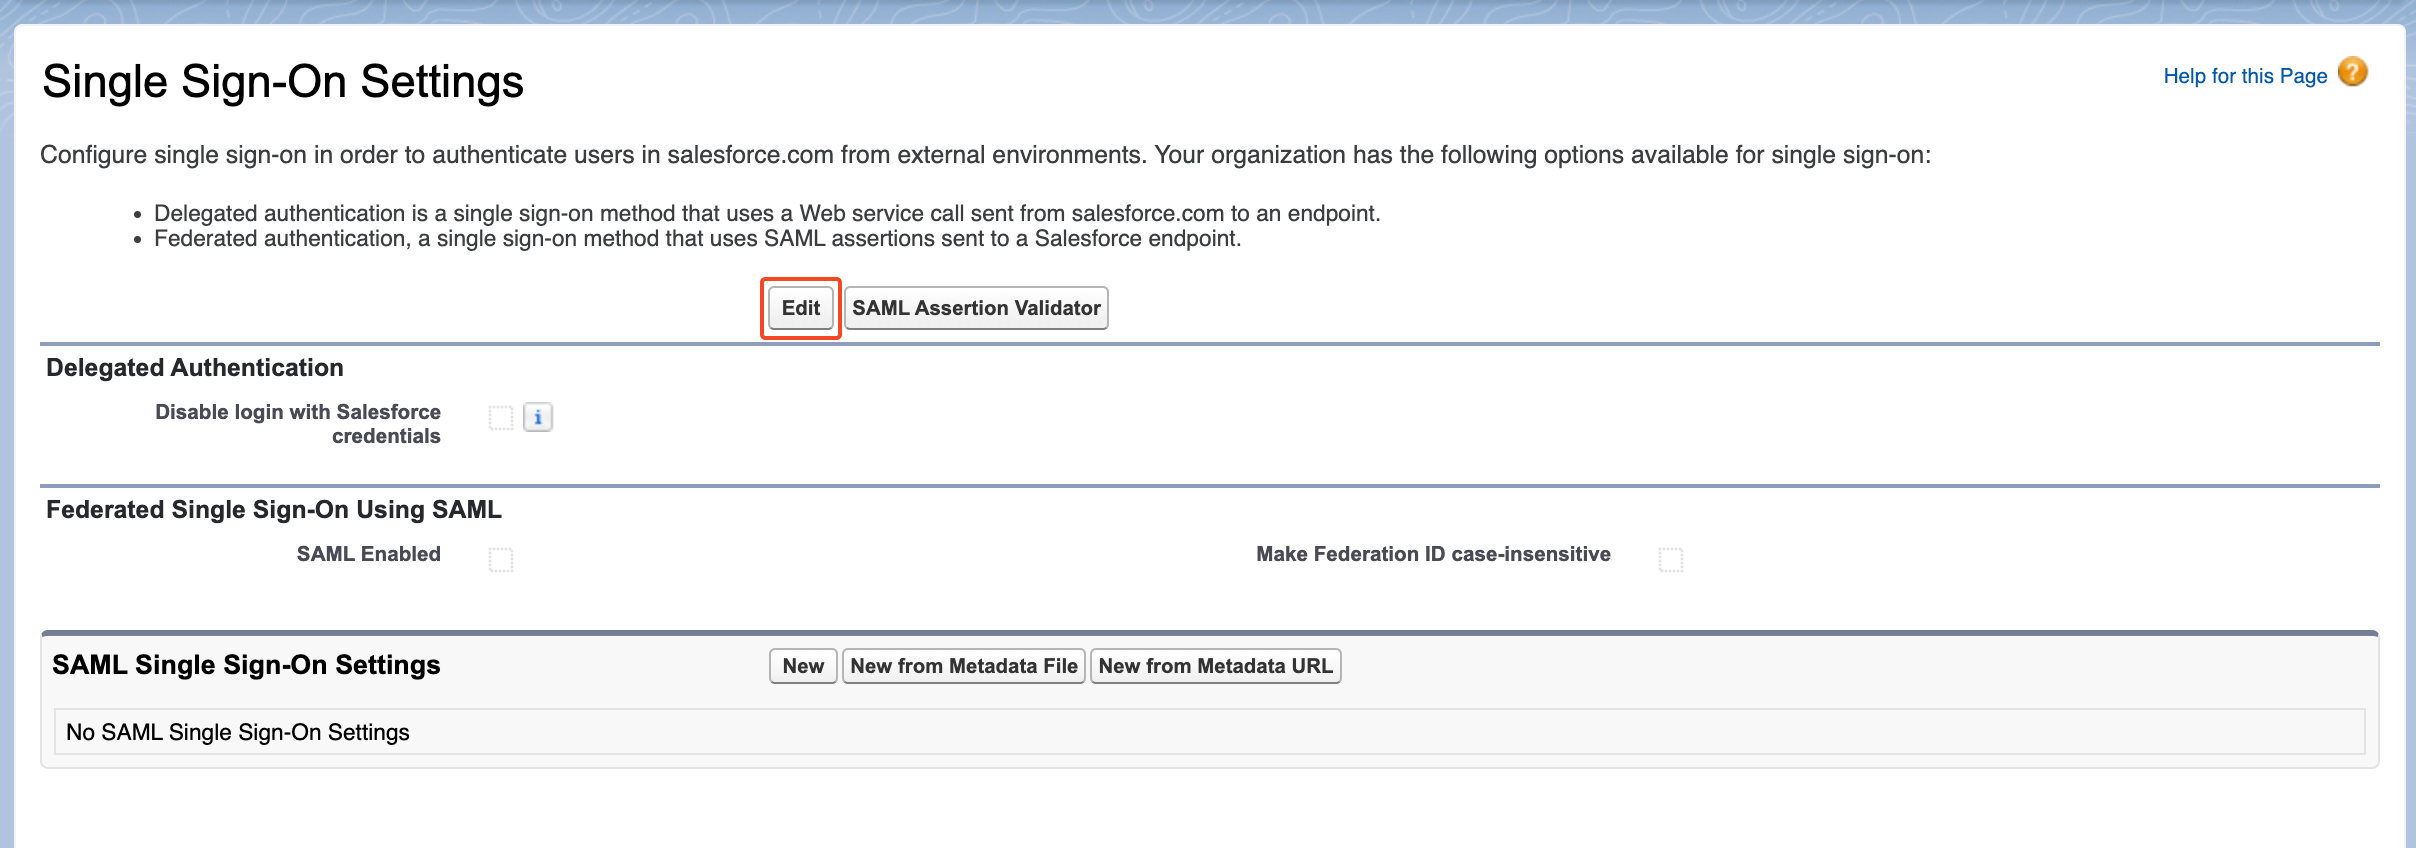 Single Sign-On Settings
Help for this Page ?
Configure single sign-on in order to authenticate users in salesforce.com from external environments. Your organization has the following options available for single sign-on:
• Delegated authentication is a single sign-on method that uses a Web service call sent from salesforce.com to an endpoint.
• Federated authentication, a single sign-on method that uses SAML assertions sent to a Salesforce endpoint.
Edit SAML Assertion Validator
Delegated Authentication
Disable login with Salesforce
credentials
i
Federated Single Sign-On Using SAML
SAML Enabled
Make Federation ID case-insensitive
SAML Single Sign-On Settings
New New from Metadata File New from Metadata URL
No SAML Single Sign-On Settings